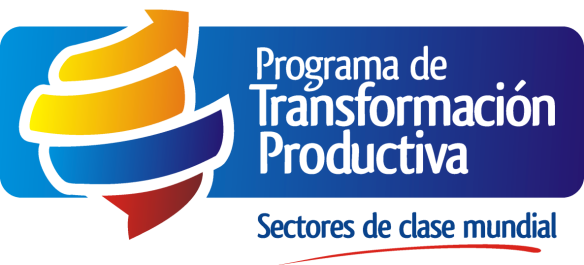 Programa de
Transformación
Productiva
Sectores de clase mundial